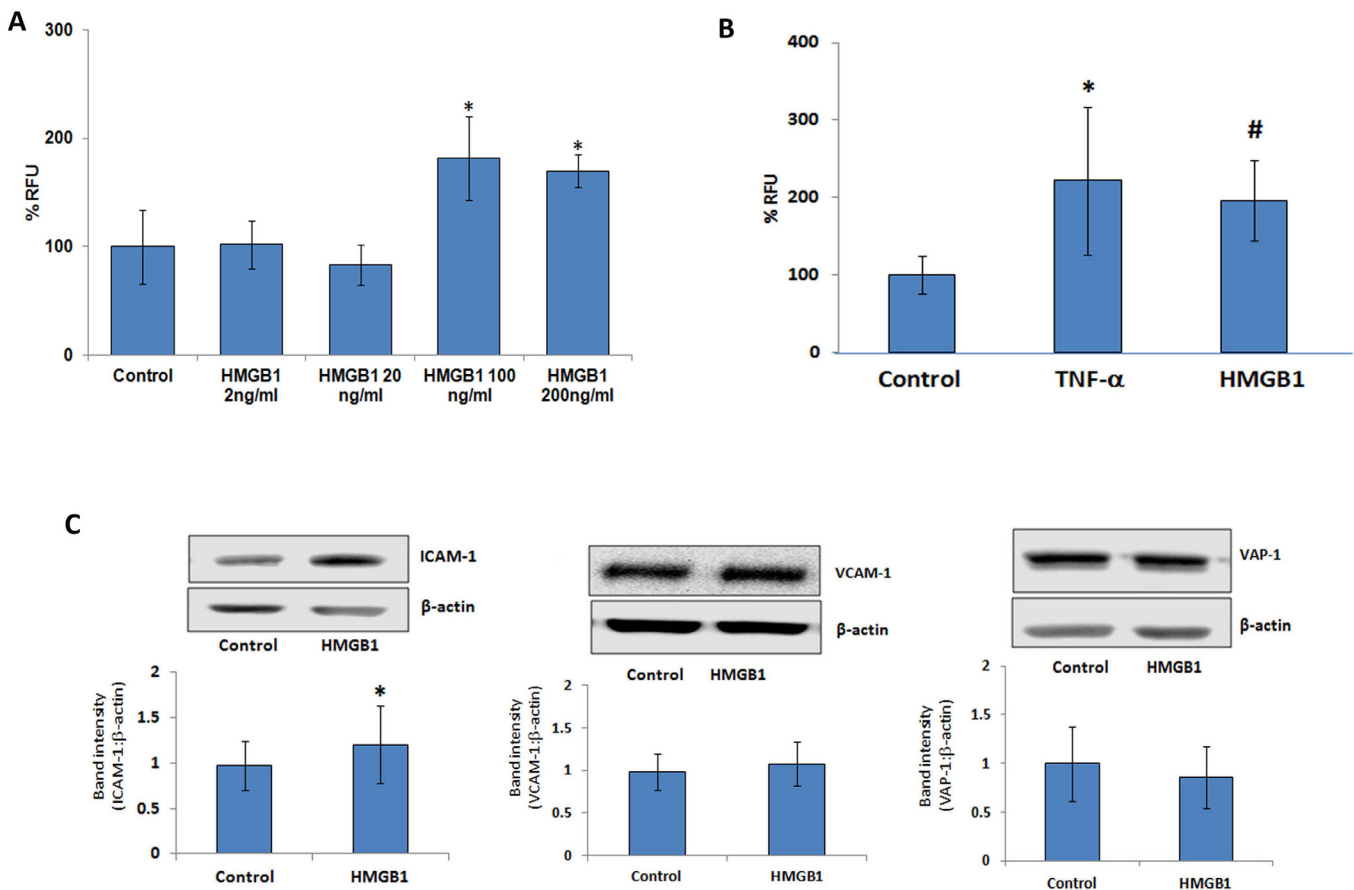 A
300
200
100
0
% RFU
*
*
Control
HMGB1
2ng/ml
HMGB1 20
ng/ml
HMGB1 100
ng/ml
HMGB1
200ng/ml
B
400
300
200
100
0
% RFU
*
#
Control
TNF-α
HMGB1
C
ICAM-1
β-actin
Control
HMGB1
2
1.5
1
0.5
0
Band intensity
(ICAM-1:β-actin)
*
Control
HMGB1
VCAM-1
β-actin
Control
HMGB1
2
1.5
1
0.5
0
Band intensity
(VCAM-1:β-actin)
Control
HMGB1
VAP-1
β-actin
Control
HMGB1
2
1.5
1
0.5
0
Band intensity
(VAP-1:β-actin)
Control
HMGB1